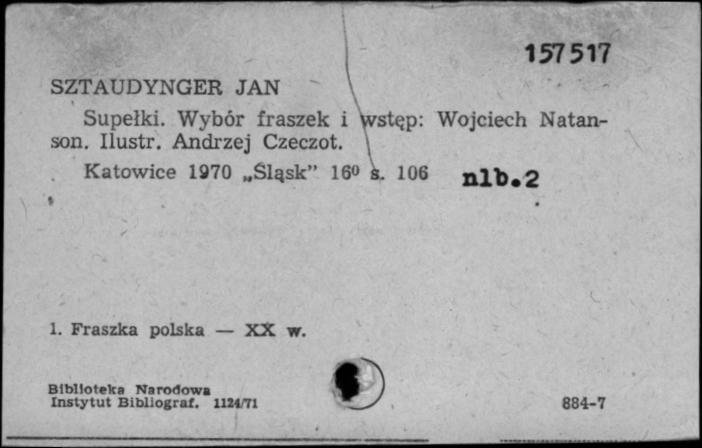 157517
SZTAUDYNGER JAN
Supełki. Wybór fraszek i wstęp: Wojciech Natan-
son. Ilustr. Andrzej Czeczot.
Katowice 1970 „Śląsk” 16⁰ s. 106 nlb.2
1. Fraszka polska — XX w.
Biblioteka Narodowa
Instytut Bibliograf. 1124/71
884-7